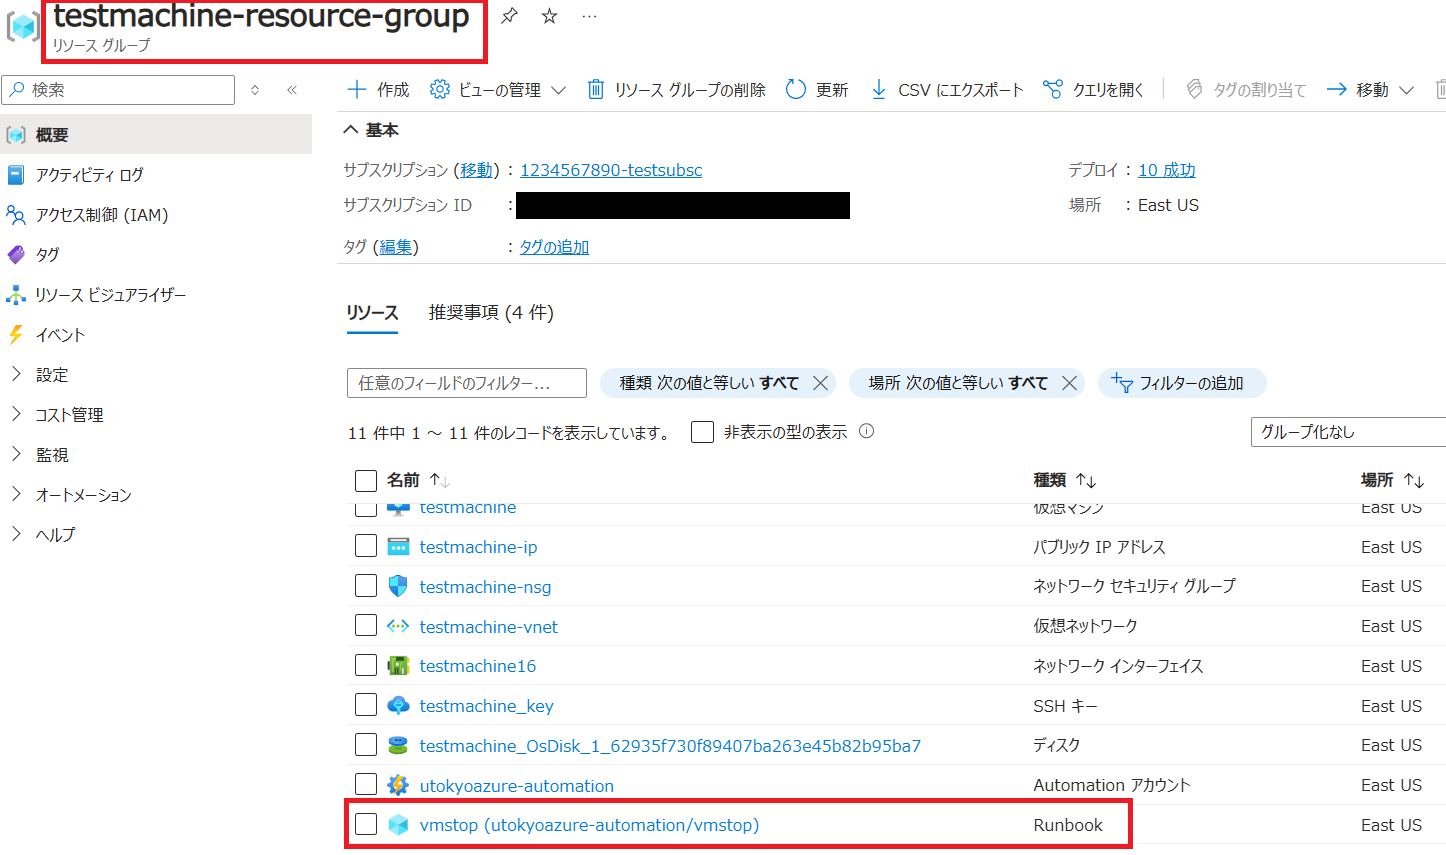 testmachine-resource-group
リソース グループ
検索
作成 ビューの管理 リソース グループの削除 更新 CSV にエクスポート クエリを開く タグの割り当て 移動
概要
アクティビティ ログ
アクセス制御 (IAM)
タグ
リソース ビジュアライザー
イベント
設定
コスト管理
監視
オートメーション
ヘルプ
基本
サブスクリプション (移動) : 1234567890-testsubsc
デプロイ : 10 成功
サブスクリプション ID :
場所 : East US
タグ (編集) : タグの追加
リソース 推奨事項 (4 件)
任意のフィールドのフィルター... 種類 次の値と等しい すべて 場所 次の値と等しい すべて フィルターの追加
11 件中 1 ～ 11 件のレコードを表示しています。 非表示の型の表示 グループ化なし
名前 ↑↓ 種類 ↑↓ 場所 ↑↓
testmachine 仮想マシン East US
testmachine-ip パブリック IP アドレス East US
testmachine-nsg ネットワーク セキュリティ グループ East US
testmachine-vnet 仮想ネットワーク East US
testmachine16 ネットワーク インターフェイス East US
testmachine_key SSH キー East US
testmachine_OsDisk_1_62935f730f89407ba263e45b82b95ba7 ディスク East US
utokyoazure-automation Automation アカウント East US
vmstop (utokyoazure-automation/vmstop) Runbook East US